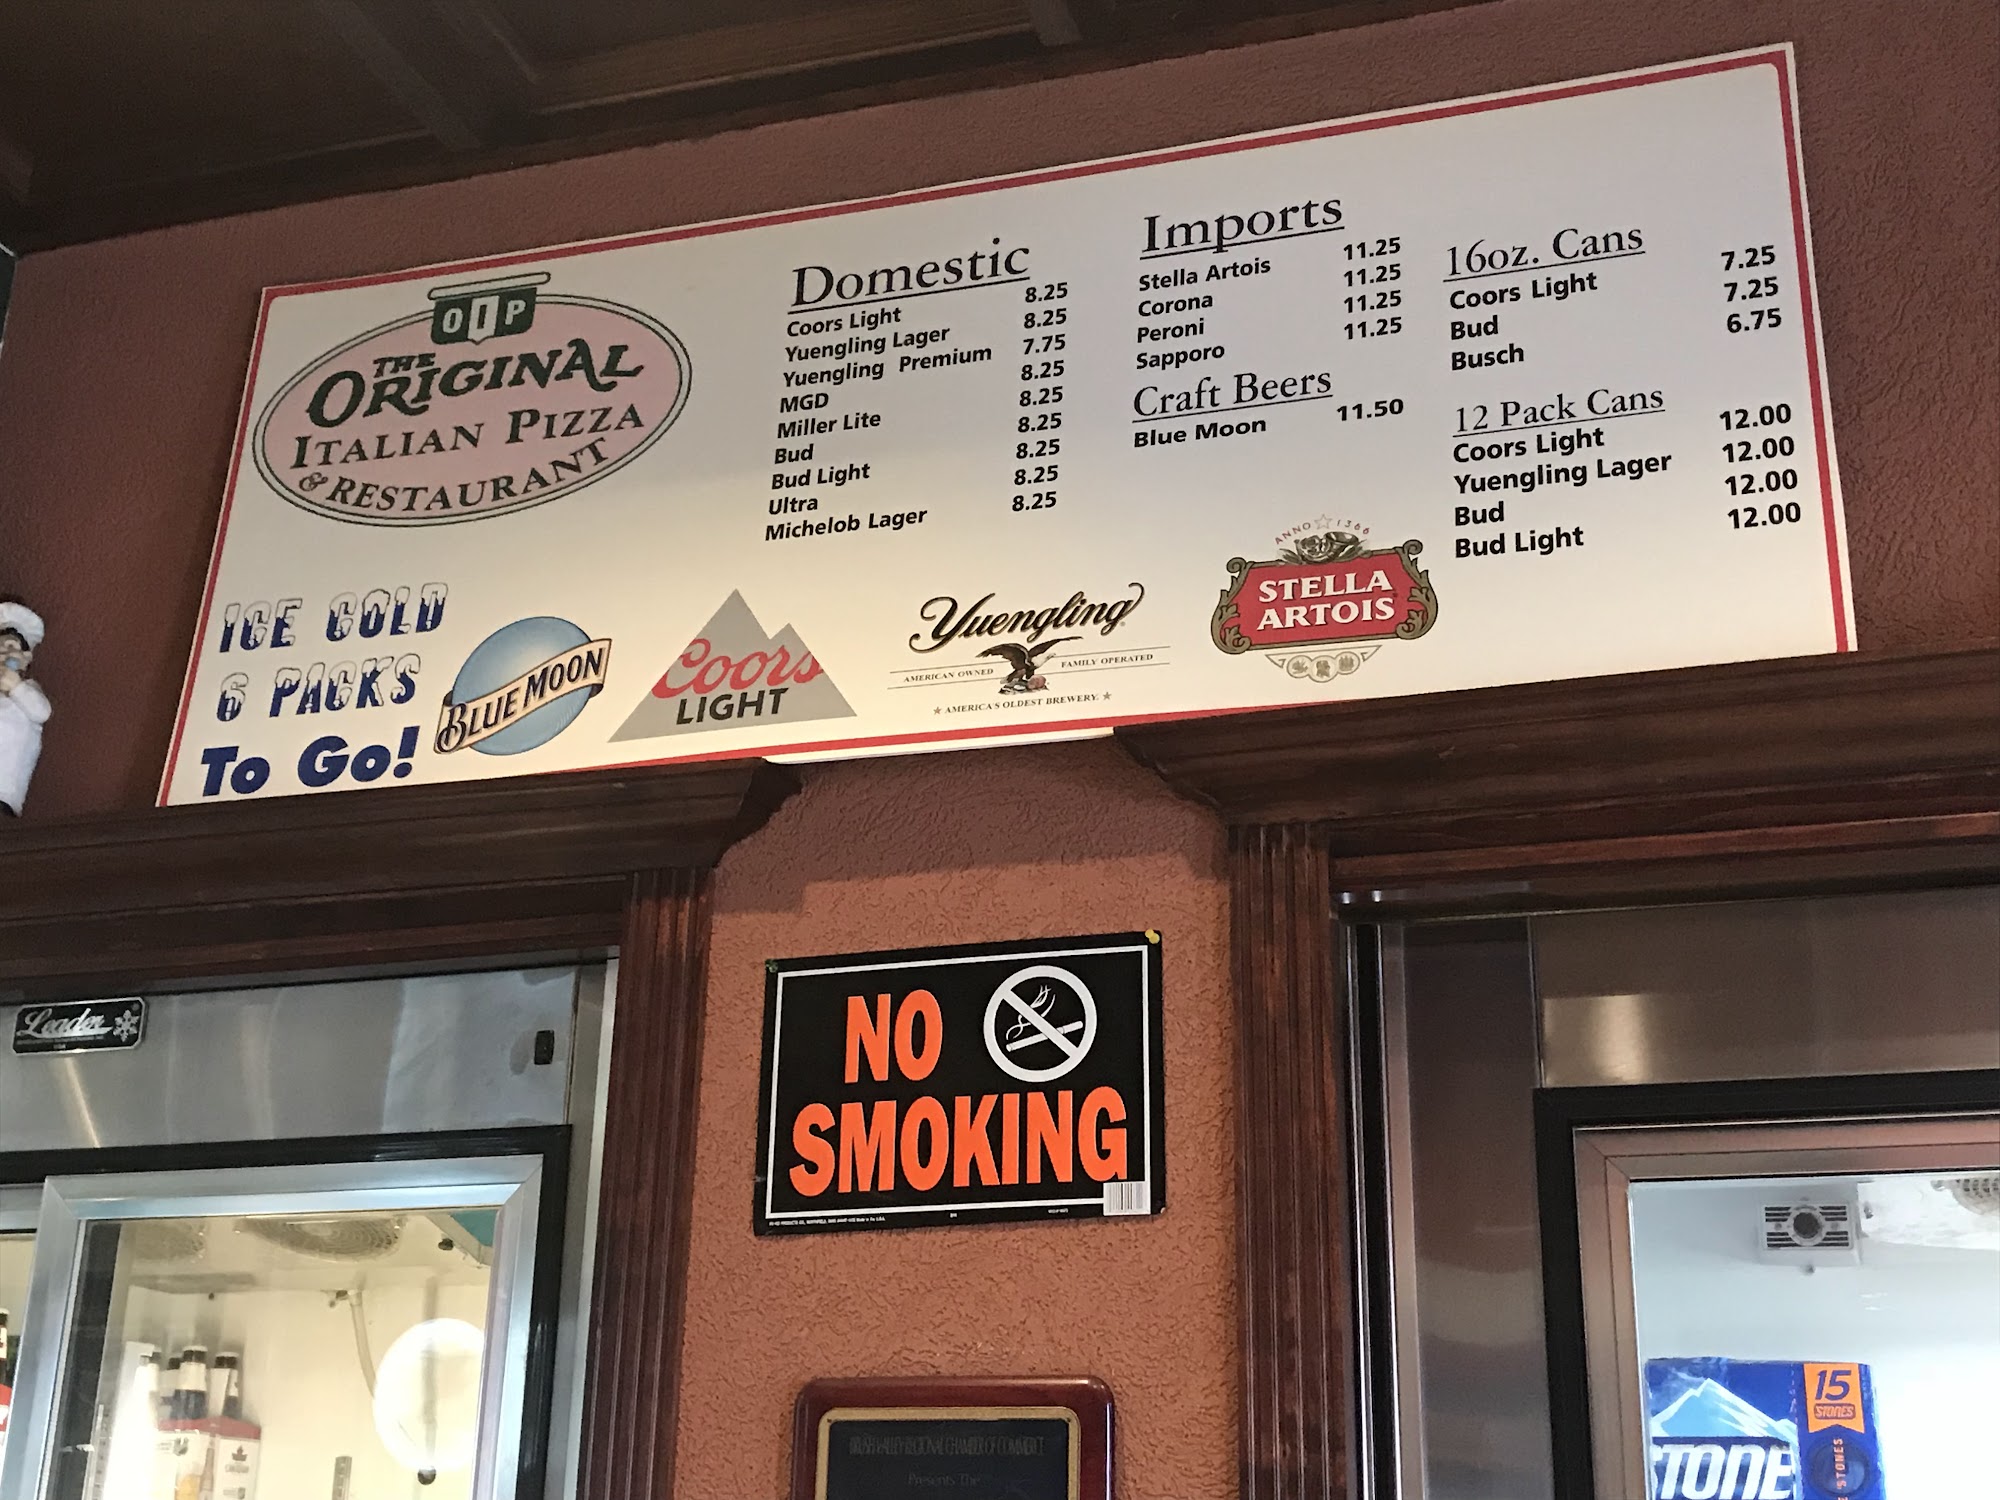 OIP
THE
ORIGINAL
ITALIAN PIZZA
& RESTAURANT
ICE COLD
6 PACKS
To Go!
Domestic
Coors Light 8.25
Yuengling Lager 8.25
Yuengling Premium 7.75
MGD 8.25
Miller Lite 8.25
Bud 8.25
Bud Light 8.25
Ultra 8.25
Michelob Lager 8.25
Imports
Stella Artois 11.25
Corona 11.25
Peroni 11.25
Sapporo 11.25
Craft Beers
Blue Moon 11.50
16oz. Cans
Coors Light 7.25
Bud 7.25
Busch 6.75
12 Pack Cans
Coors Light 12.00
Yuengling Lager 12.00
Bud 12.00
Bud Light 12.00
BLUE MOON
Coors
LIGHT
Yuengling
AMERICAN OWNED FAMILY OPERATED
★ AMERICA'S OLDEST BREWERY. ★
ANNO 1366
STELLA
ARTOIS
NO
SMOKING
Leader
15
STONES
Presents The